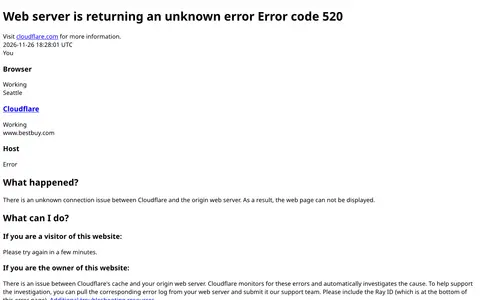 Web server is returning an unknown error Error code 520
Visit cloudflare.com for more information.
2026-11-26 18:28:01 UTC
You
Browser
Working
Seattle
Cloudflare
Working
www.bestbuy.com
Host
Error
What happened?
There is an unknown connection issue between Cloudflare and the origin web server. As a result, the web page can not be displayed.
What can I do?
If you are a visitor of this website:
Please try again in a few minutes.
If you are the owner of this website:
There is an issue between Cloudflare's cache and your origin web server. Cloudflare monitors for these errors and automatically investigates the cause. To help support
the investigation, you can pull the corresponding error log from your web server and submit it our support team. Please include the Ray ID (which is at the bottom of
this error page). Additional troubleshooting resources.